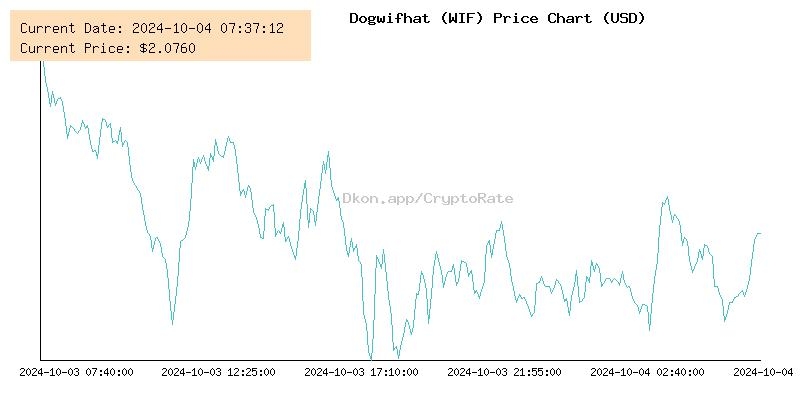 Dogwifhat (WIF) Price Chart (USD)
Current Date: 2024-10-04 07:37:12
Current Price: $2.0760
Dkon.app/CryptoRate
2024-10-03 07:40:00 2024-10-03 12:25:00 2024-10-03 17:10:00 2024-10-03 21:55:00 2024-10-04 02:40:00 2024-10-04